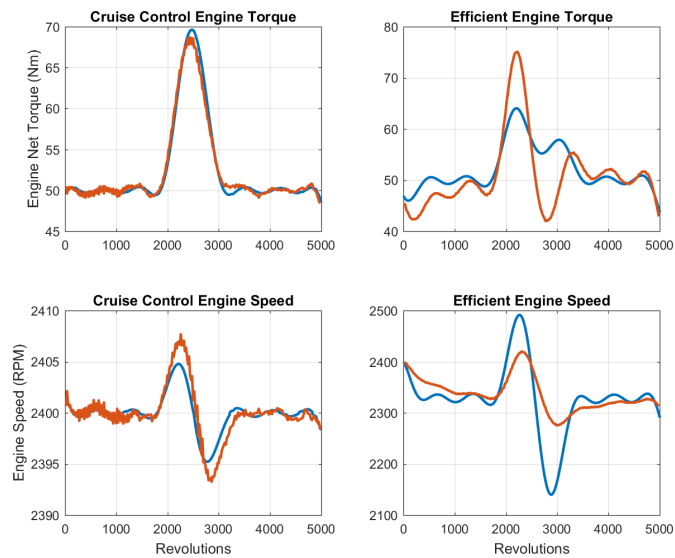 Cruise Control Engine Torque
Engine Net Torque (Nm)
70
65
60
55
50
45
0 1000 2000 3000 4000 5000
Efficient Engine Torque
80
70
60
50
40
0 1000 2000 3000 4000 5000
Cruise Control Engine Speed
Engine Speed (RPM)
2410
2405
2400
2395
2390
0 1000 2000 3000 4000 5000
Revolutions
Efficient Engine Speed
2500
2400
2300
2200
2100
0 1000 2000 3000 4000 5000
Revolutions